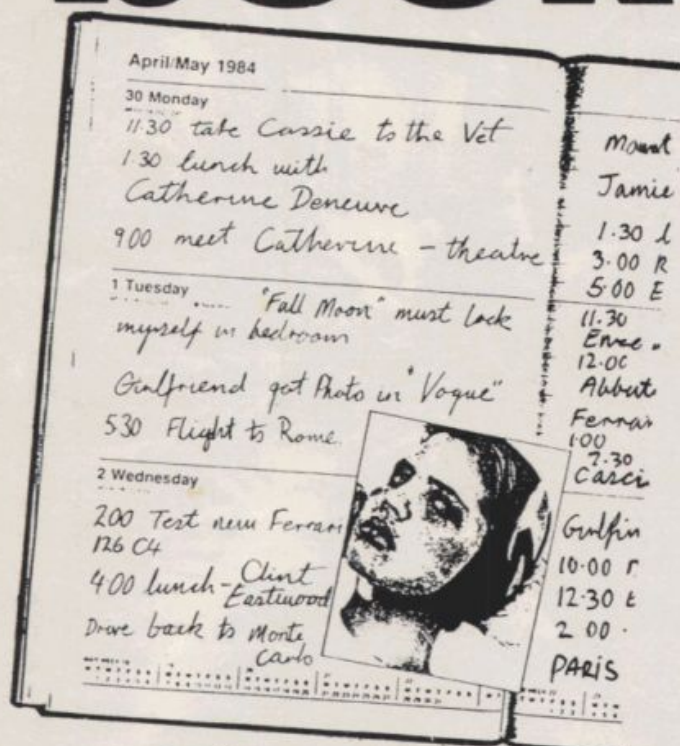 April/May 1984
30 Monday
11.30 take Cassie to the Vet
1.30 lunch with
Catherine Deneuve
900 meet Catherine - theatre
1 Tuesday
"Fall Moon" must lock
myself in bedroom
Girlfriend got Photo in "Vogue"
530 Flight to Rome
2 Wednesday
200 Test new Ferrari
126 C4
400 lunch - Clint
Eastwood
Drove back to Monte
Carlo
Jamie
1.30
3.00 R
5.00 E
11.30
12.00
Ferrar
1.00
2.30
10.00
12.30 t
2 00
PARIS